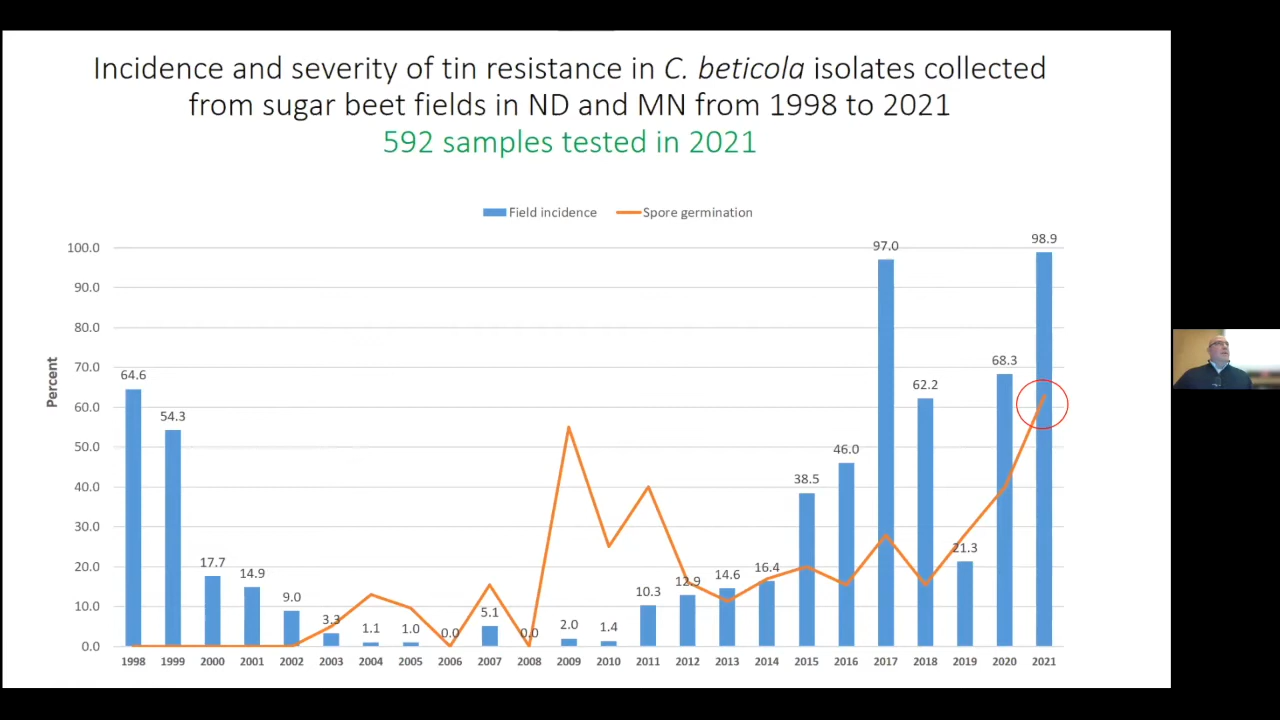 Incidence and severity of tin resistance in C. beticola isolates collected
from sugar beet fields in ND and MN from 1998 to 2021
592 samples tested in 2021
Field incidence Spore germination
Percent
100.0
90.0
80.0
70.0
60.0
50.0
40.0
30.0
20.0
10.0
0.0
64.6 54.3 17.7 14.9 9.0 3.3 1.1 1.0 0.0 5.1 0.0 2.0 1.4 10.3 12.9 14.6 16.4 38.5 46.0 97.0 62.2 21.3 68.3 98.9
1998 1999 2000 2001 2002 2003 2004 2005 2006 2007 2008 2009 2010 2011 2012 2013 2014 2015 2016 2017 2018 2019 2020 2021